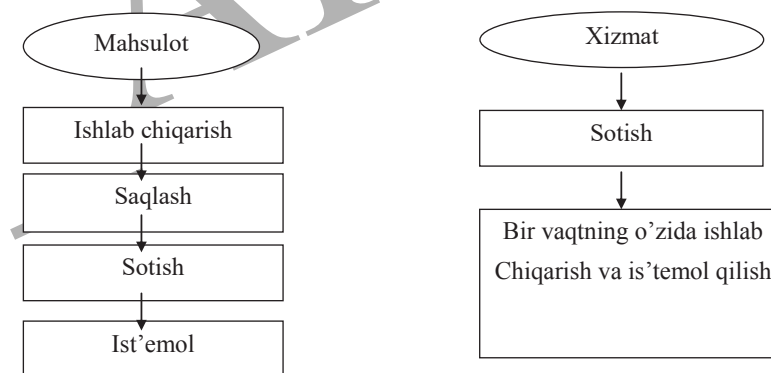 Mahsulot
Ishlab chiqarish
Saqlash
Sotish
Ist’emol
Xizmat
Sotish
Bir vaqtning o’zida ishlab
Chiqarish va is’temol qilish